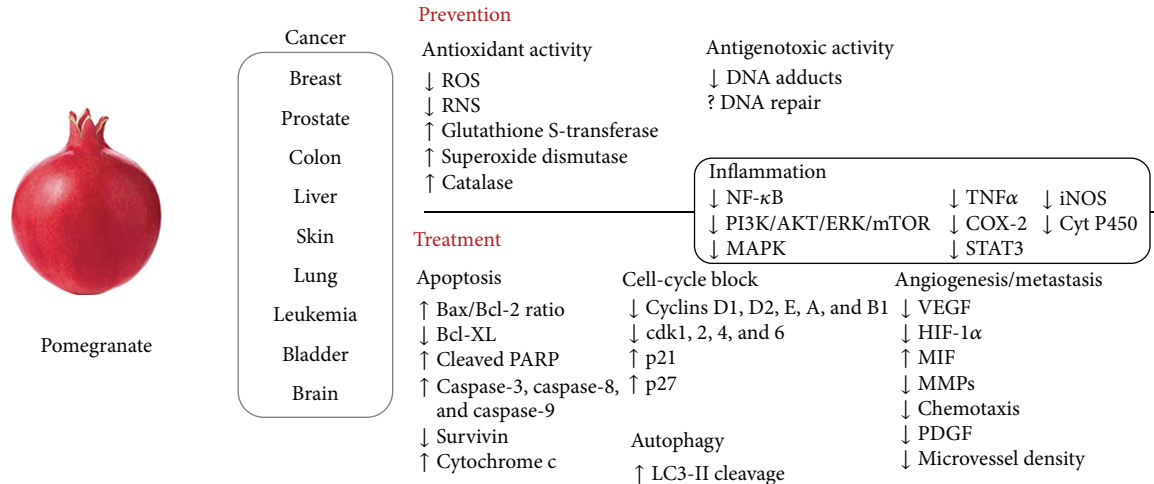 Pomegranate
Cancer
Breast
Prostate
Colon
Liver
Skin
Lung
Leukemia
Bladder
Brain
Prevention
Antioxidant activity
↓ ROS
↓ RNS
↑ Glutathione S-transferase
↑ Superoxide dismutase
↑ Catalase
Antigenotoxic activity
↓ DNA adducts
? DNA repair
Inflammation
↓ NF-κB
↓ PI3K/AKT/ERK/mTOR
↓ MAPK
↓ TNFα
↓ COX-2
↓ STAT3
↓ iNOS
↓ Cyt P450
Treatment
Apoptosis
↑ Bax/Bcl-2 ratio
↓ Bcl-XL
↑ Cleaved PARP
↑ Caspase-3, caspase-8,
and caspase-9
↓ Survivin
↑ Cytochrome c
Cell-cycle block
↓ Cyclins D1, D2, E, A, and B1
↓ cdk1, 2, 4, and 6
↑ p21
↑ p27
Autophagy
↑ LC3-II cleavage
Angiogenesis/metastasis
↓ VEGF
↓ HIF-1α
↑ MIF
↓ MMPs
↓ Chemotaxis
↓ PDGF
↓ Microvessel density